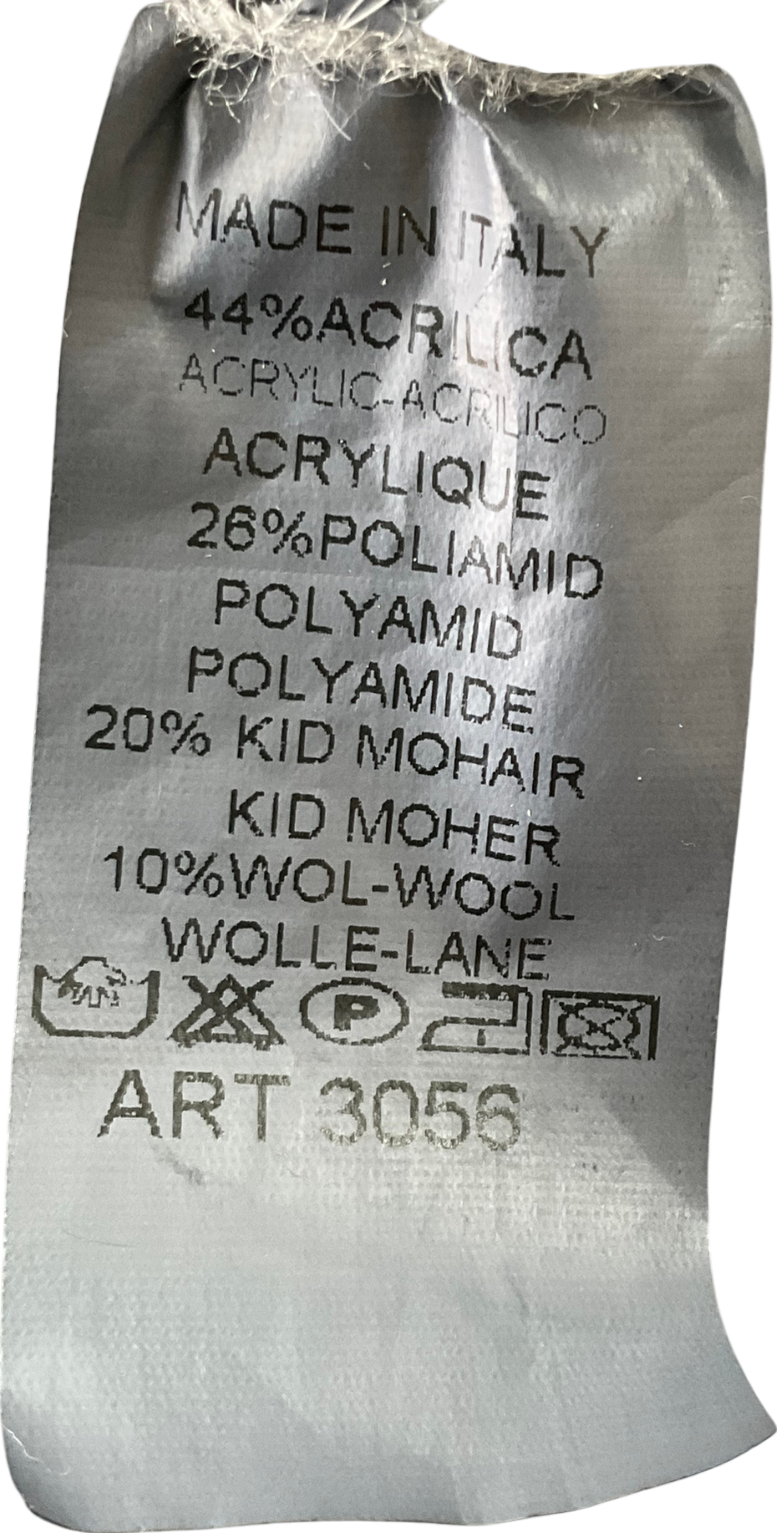 MADE IN ITALY
44%ACRILICA
ACRYLIC-ACRILICO
ACRYLIQUE
26%POLIAMID
POLYAMID
POLYAMIDE
20% KID MOHAIR
KID MOHER
10%WOL-WOOL
WOLLE-LANE
P
ART 3056